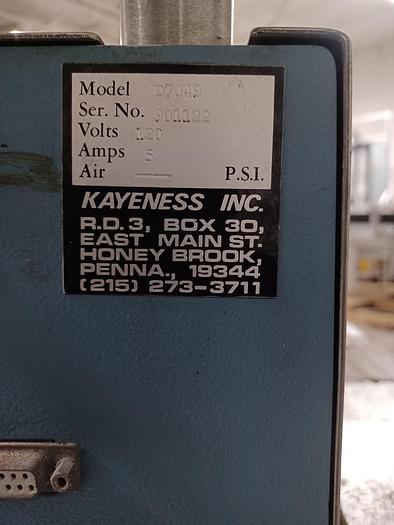 Model D7049
Ser. No. 901122
Volts 120
Amps 5
Air P.S.I.
KAYENESS INC.
R.D.3, BOX 30,
EAST MAIN ST.
HONEY BROOK,
PENNA., 19344
(215) 273-3711